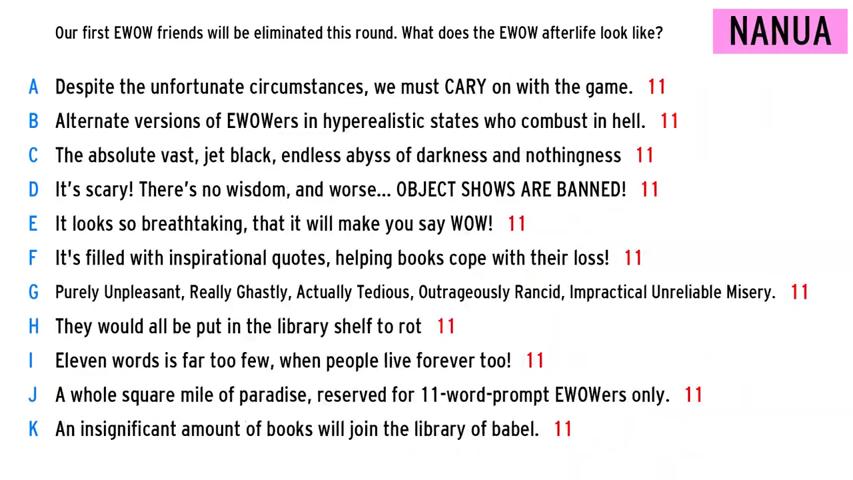 Our first EWOW friends will be eliminated this round. What does the EWOW afterlife look like?
NANUA
A Despite the unfortunate circumstances, we must CARY on with the game. 11
B Alternate versions of EWOWers in hyperealistic states who combust in hell. 11
C The absolute vast, jet black, endless abyss of darkness and nothingness 11
D It's scary! There's no wisdom, and worse... OBJECT SHOWS ARE BANNED! 11
E It looks so breathtaking, that it will make you say WOW! 11
F It's filled with inspirational quotes, helping books cope with their loss! 11
G Purely Unpleasant, Really Ghastly, Actually Tedious, Outrageously Rancid, Impractical Unreliable Misery. 11
H They would all be put in the library shelf to rot 11
I Eleven words is far too few, when people live forever too! 11
J A whole square mile of paradise, reserved for 11-word-prompt EWOWers only. 11
K An insignificant amount of books will join the library of babel. 11